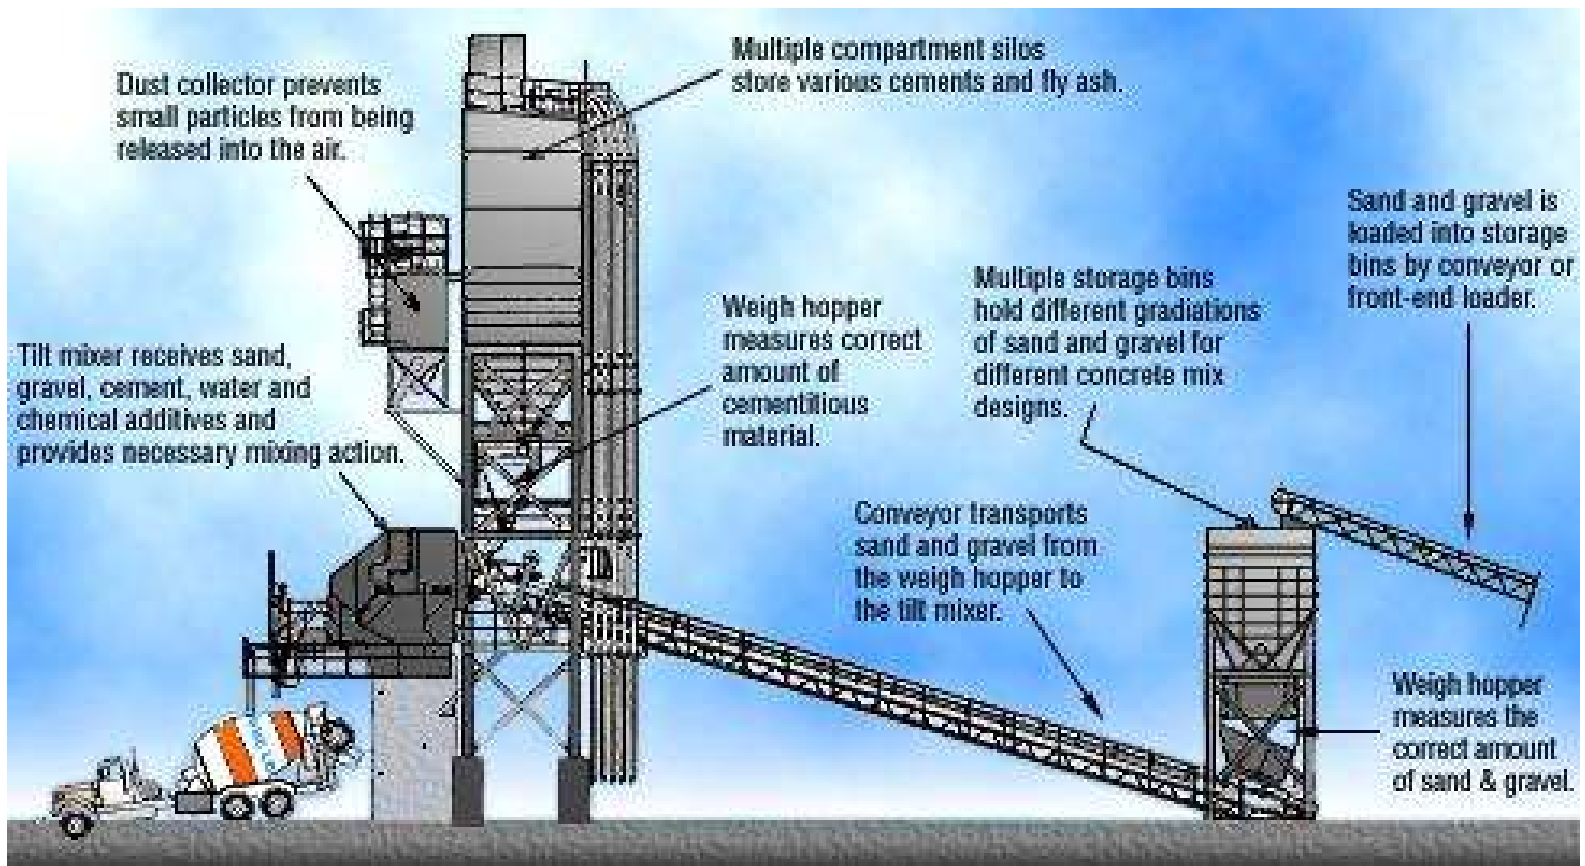 Multiple compartment silos
store various cements and fly ash.
Dust collector prevents
small particles from being
released into the air.
Sand and gravel is
loaded into storage
bins by conveyor or
front-end loader.
Multiple storage bins
hold different gradiations
of sand and gravel for
different concrete mix
designs.
Weigh hopper
measures correct
amount of
cementitious
material.
Tilt mixer receives sand,
gravel, cement, water and
chemical additives and
provides necessary mixing action.
Conveyor transports
sand and gravel from
the weigh hopper to
the tilt mixer.
Weigh hopper
measures the
correct amount
of sand & gravel.